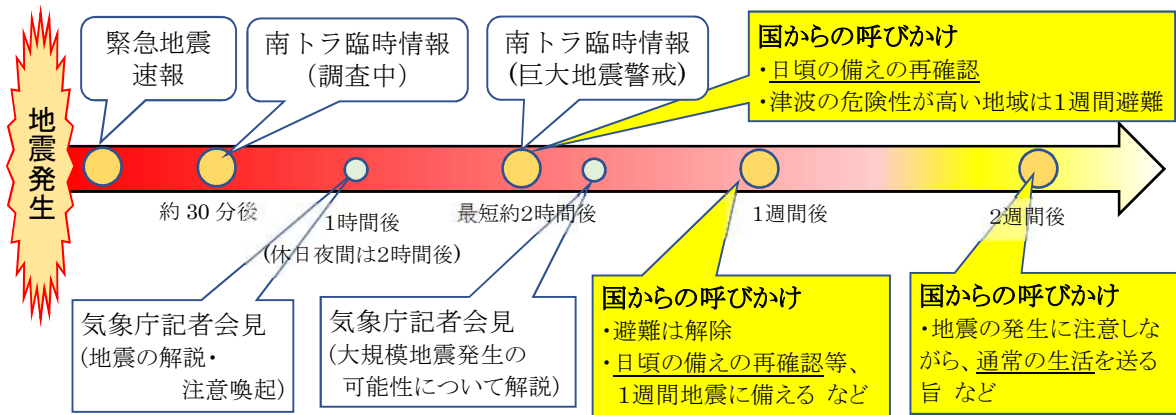 地震発生
緊急地震
速報
南トラ臨時情報
(調査中)
南トラ臨時情報
(巨大地震警戒)
国からの呼びかけ
・日頃の備えの再確認
・津波の危険性が高い地域は1週間避難
約30分後
1時間後
(休日夜間は2時間後)
最短約2時間後
1週間後
2週間後
気象庁記者会見
(地震の解説・
注意喚起)
気象庁記者会見
(大規模地震発生の
可能性について解説)
国からの呼びかけ
・避難は解除
・日頃の備えの再確認等、
1週間地震に備える など
国からの呼びかけ
・地震の発生に注意しな
がら、通常の生活を送る
旨 など